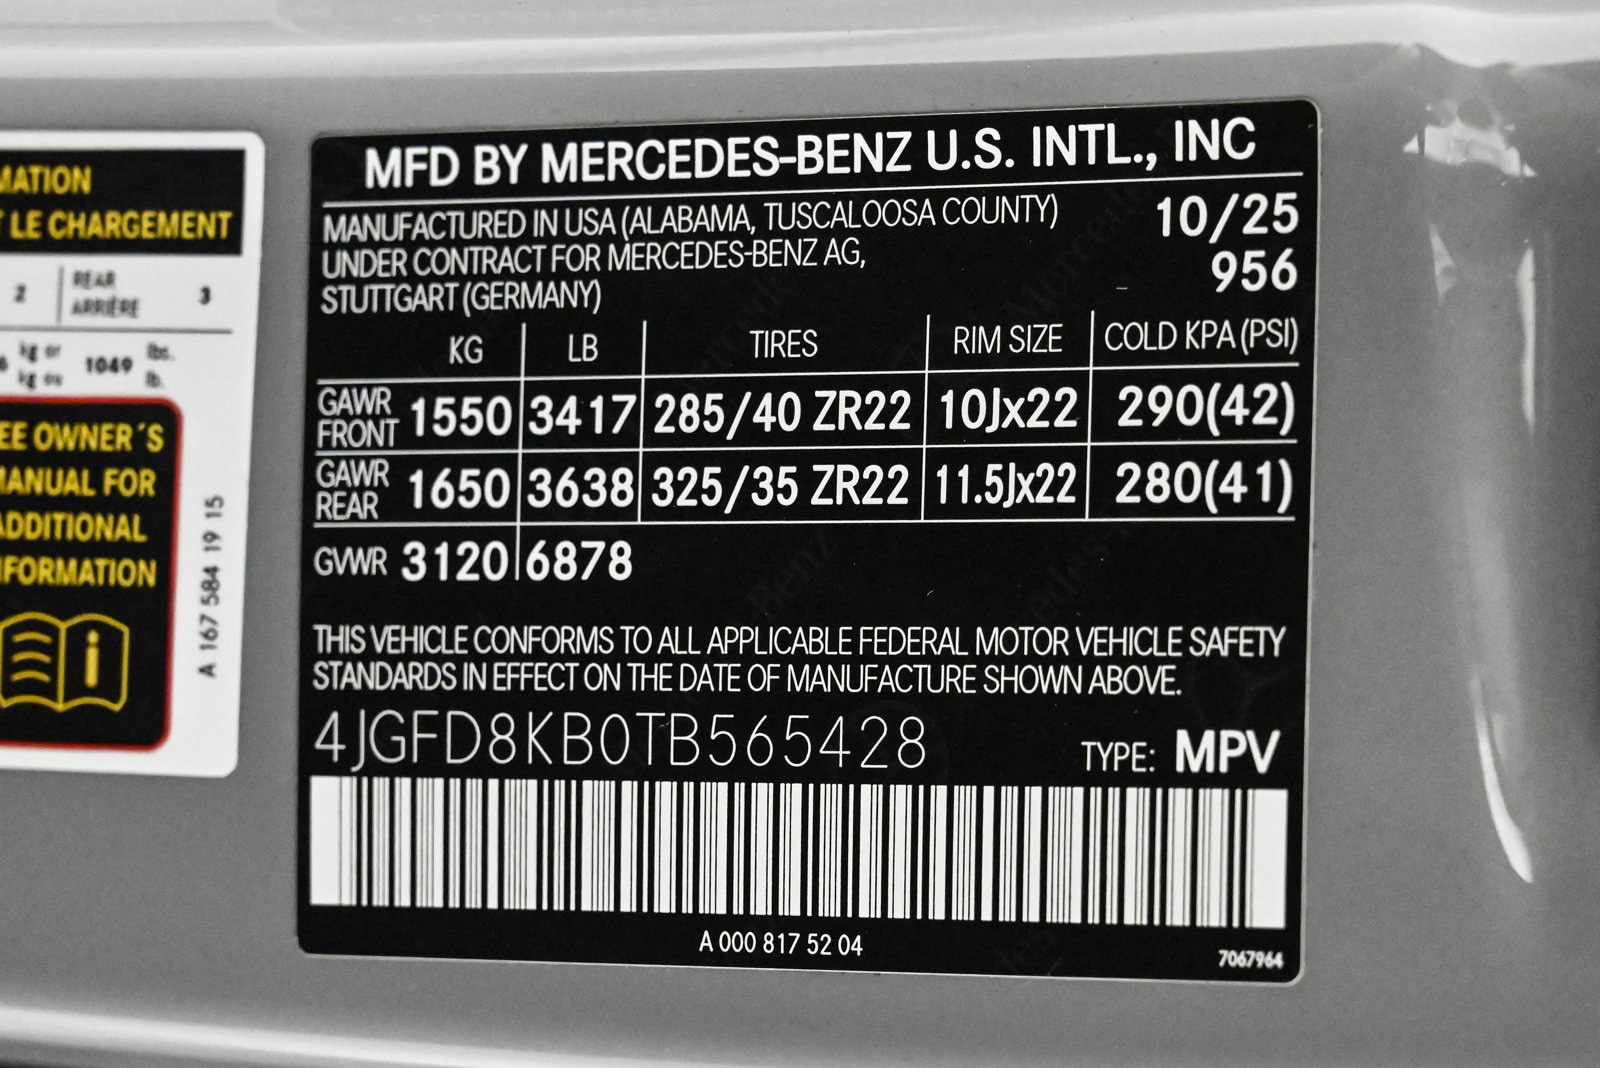 MATION
LE CHARGEMENT
2 REAR ARRIÈRE 3
kg or 1049 lbs.
kg ou lb.
EE OWNER´S
MANUAL FOR
ADDITIONAL
INFORMATION
i
A 167 584 19 15
MFD BY MERCEDES-BENZ U.S. INTL., INC
MANUFACTURED IN USA (ALABAMA, TUSCALOOSA COUNTY) 10/25
UNDER CONTRACT FOR MERCEDES-BENZ AG, 956
STUTTGART (GERMANY)
KG LB TIRES RIM SIZE COLD KPA (PSI)
GAWR FRONT 1550 3417 285/40 ZR22 10Jx22 290(42)
GAWR REAR 1650 3638 325/35 ZR22 11.5Jx22 280(41)
GVWR 3120 6878
THIS VEHICLE CONFORMS TO ALL APPLICABLE FEDERAL MOTOR VEHICLE SAFETY
STANDARDS IN EFFECT ON THE DATE OF MANUFACTURE SHOWN ABOVE.
4JGFD8KB0TB565428 TYPE: MPV
A 000 817 52 04
7067964